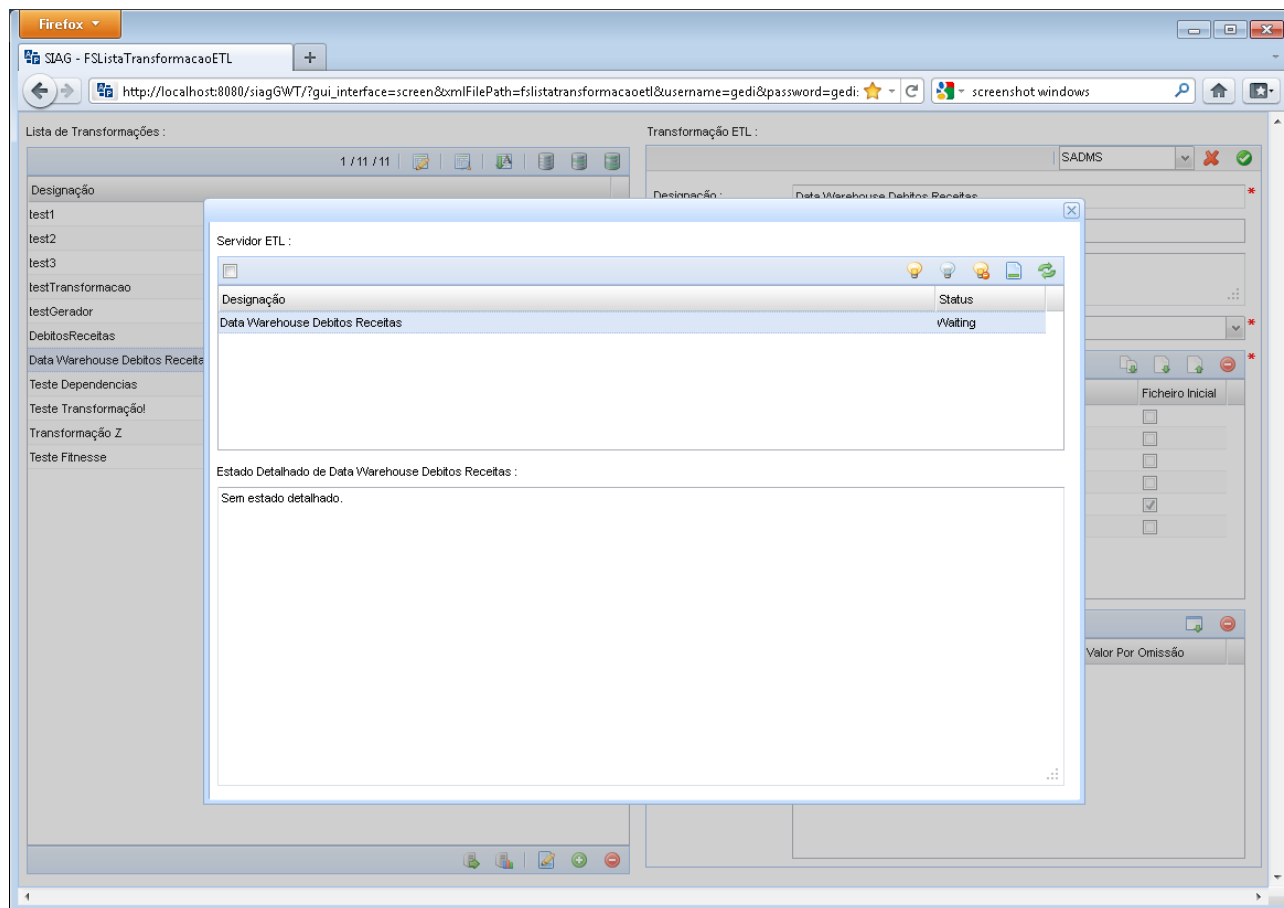 Firefox
SIAG - FSListaTransformacaoETL
http://localhost:8080/siagGWT/?gui_interface=screen&xmlFilePath=fslistatransformacaoetl&username=gedi&password=gedi:
screenshot windows
Lista de Transformações :
1 / 11 / 11
Designação
test1
test2
test3
testTransformacao
testGerador
DebitosReceitas
Data Warehouse Debitos Receita
Teste Dependencias
Teste Transformação!
Transformação Z
Teste Fitnesse
Transformação ETL :
SADMS
Designação :
Data Warehouse Debitos Receitas
*
*
*
Ficheiro Inicial
Valor Por Omissão
Servidor ETL :
Designação
Status
Data Warehouse Debitos Receitas
Waiting
Estado Detalhado de Data Warehouse Debitos Receitas :
Sem estado detalhado.